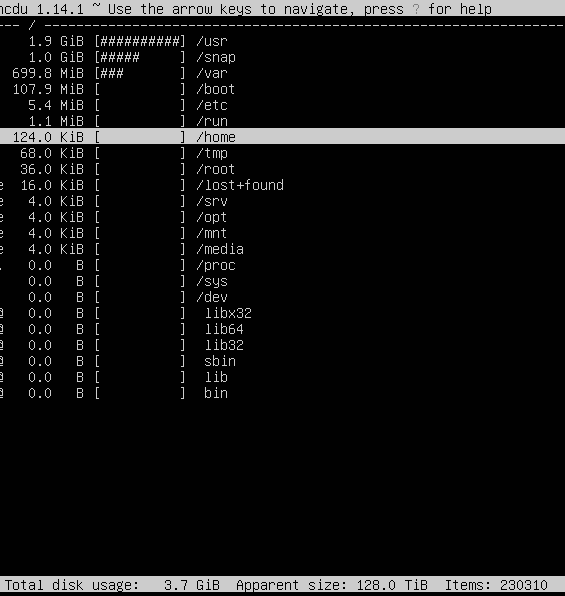 ncdu 1.14.1 ~ Use the arrow keys to navigate, press ? for help
--- / ---
1.9 GiB [##########] /usr
1.0 GiB [#####     ] /snap
699.8 MiB [###       ] /var
107.9 MiB [          ] /boot
5.4 MiB [          ] /etc
1.1 MiB [          ] /run
124.0 KiB [          ] /home
68.0 KiB [          ] /tmp
36.0 KiB [          ] /root
e 16.0 KiB [          ] /lost+found
e 4.0 KiB [          ] /srv
e 4.0 KiB [          ] /opt
e 4.0 KiB [          ] /mnt
e 4.0 KiB [          ] /media
. 0.0 B [          ] /proc
0.0 B [          ] /sys
0.0 B [          ] /dev
@ 0.0 B [          ] libx32
@ 0.0 B [          ] lib64
@ 0.0 B [          ] lib32
@ 0.0 B [          ] sbin
@ 0.0 B [          ] lib
@ 0.0 B [          ] bin
Total disk usage: 3.7 GiB Apparent size: 128.0 TiB Items: 230310